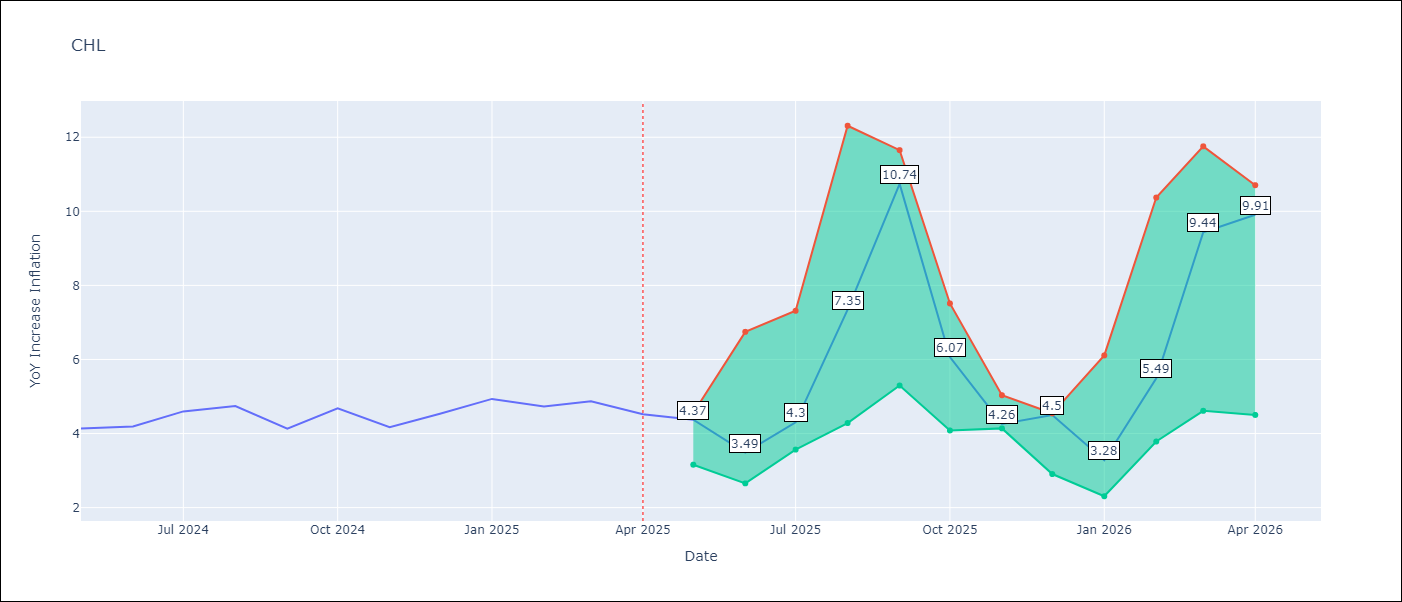 CHL
YoY Increase Inflation
12
10
8
6
4
2
4.37
3.49
4.3
7.35
10.74
6.07
4.26
4.5
3.28
5.49
9.44
9.91
Jul 2024
Oct 2024
Jan 2025
Apr 2025
Jul 2025
Oct 2025
Jan 2026
Apr 2026
Date